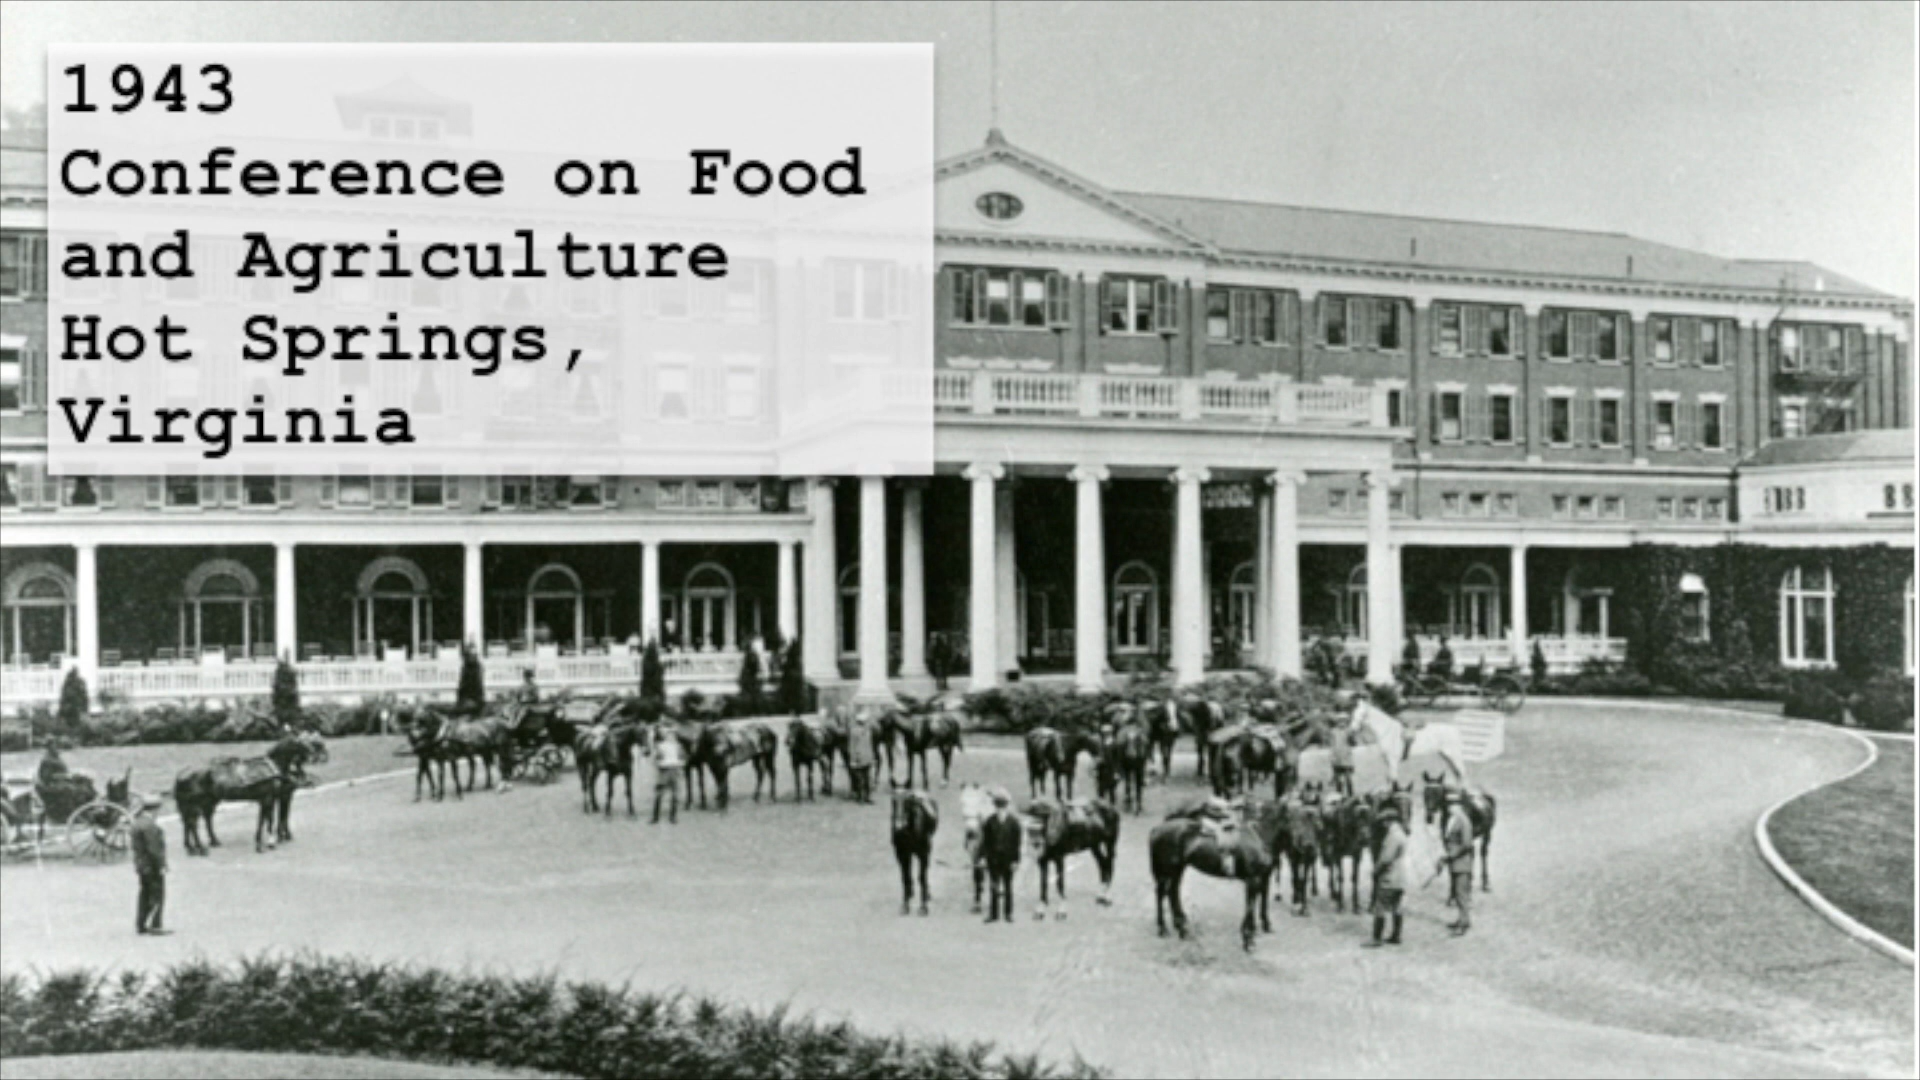 1943
Conference on Food
and Agriculture
Hot Springs,
Virginia